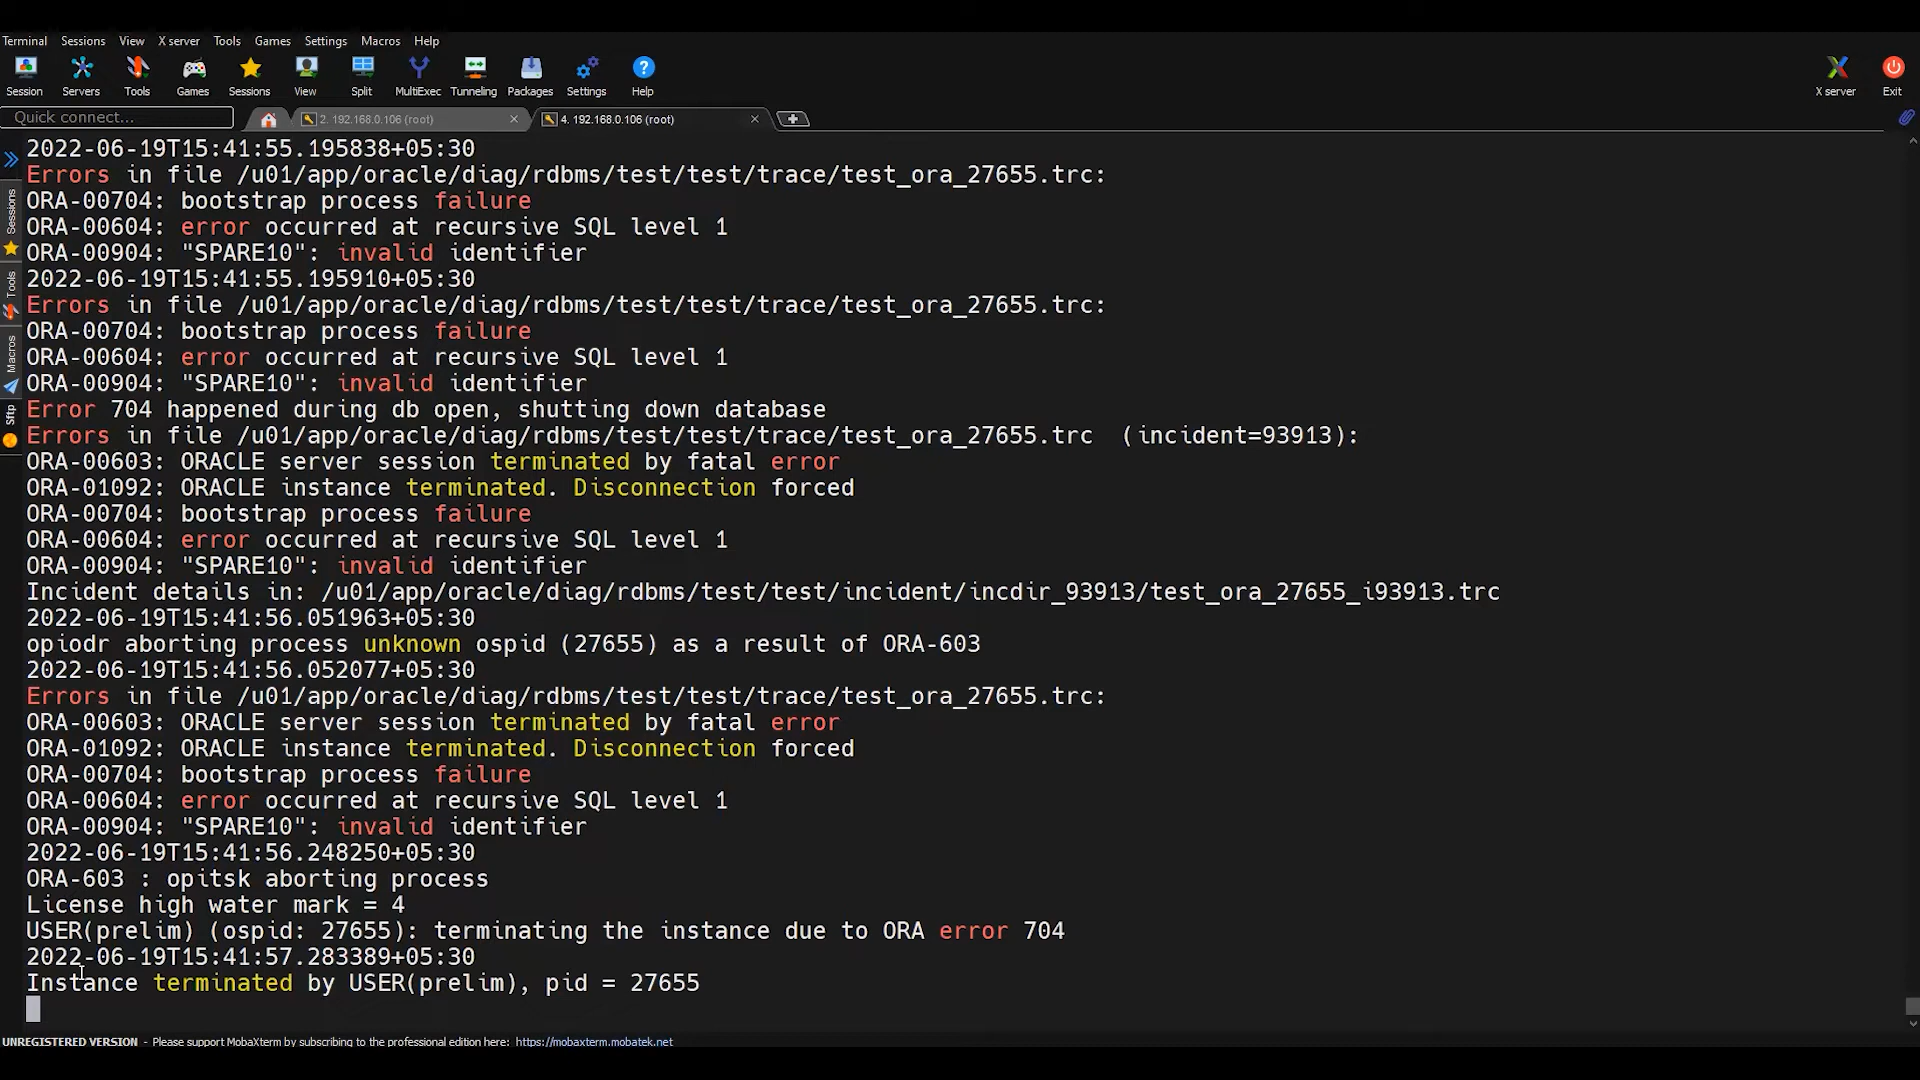 Terminal Sessions View X server Tools Games Settings Macros Help
Session Servers Tools Games Sessions View Split MultiExec Tunneling Packages Settings Help X server Exit
Quick connect... 2. 192.168.0.106 (root) 4. 192.168.0.106 (root)
Sessions
Tools
Macros
Sftp
2022-06-19T15:41:55.195838+05:30
Errors in file /u01/app/oracle/diag/rdbms/test/test/trace/test_ora_27655.trc:
ORA-00704: bootstrap process failure
ORA-00604: error occurred at recursive SQL level 1
ORA-00904: "SPARE10": invalid identifier
2022-06-19T15:41:55.195910+05:30
Errors in file /u01/app/oracle/diag/rdbms/test/test/trace/test_ora_27655.trc:
ORA-00704: bootstrap process failure
ORA-00604: error occurred at recursive SQL level 1
ORA-00904: "SPARE10": invalid identifier
Error 704 happened during db open, shutting down database
Errors in file /u01/app/oracle/diag/rdbms/test/test/trace/test_ora_27655.trc  (incident=93913):
ORA-00603: ORACLE server session terminated by fatal error
ORA-01092: ORACLE instance terminated. Disconnection forced
ORA-00704: bootstrap process failure
ORA-00604: error occurred at recursive SQL level 1
ORA-00904: "SPARE10": invalid identifier
Incident details in: /u01/app/oracle/diag/rdbms/test/test/incident/incdir_93913/test_ora_27655_i93913.trc
2022-06-19T15:41:56.051963+05:30
opiodr aborting process unknown ospid (27655) as a result of ORA-603
2022-06-19T15:41:56.052077+05:30
Errors in file /u01/app/oracle/diag/rdbms/test/test/trace/test_ora_27655.trc:
ORA-00603: ORACLE server session terminated by fatal error
ORA-01092: ORACLE instance terminated. Disconnection forced
ORA-00704: bootstrap process failure
ORA-00604: error occurred at recursive SQL level 1
ORA-00904: "SPARE10": invalid identifier
2022-06-19T15:41:56.248250+05:30
ORA-603 : opitsk aborting process
License high water mark = 4
USER(prelim) (ospid: 27655): terminating the instance due to ORA error 704
2022-06-19T15:41:57.283389+05:30
Instance terminated by USER(prelim), pid = 27655
UNREGISTERED VERSION - Please support MobaXterm by subscribing to the professional edition here: https://mobaxterm.mobatek.net